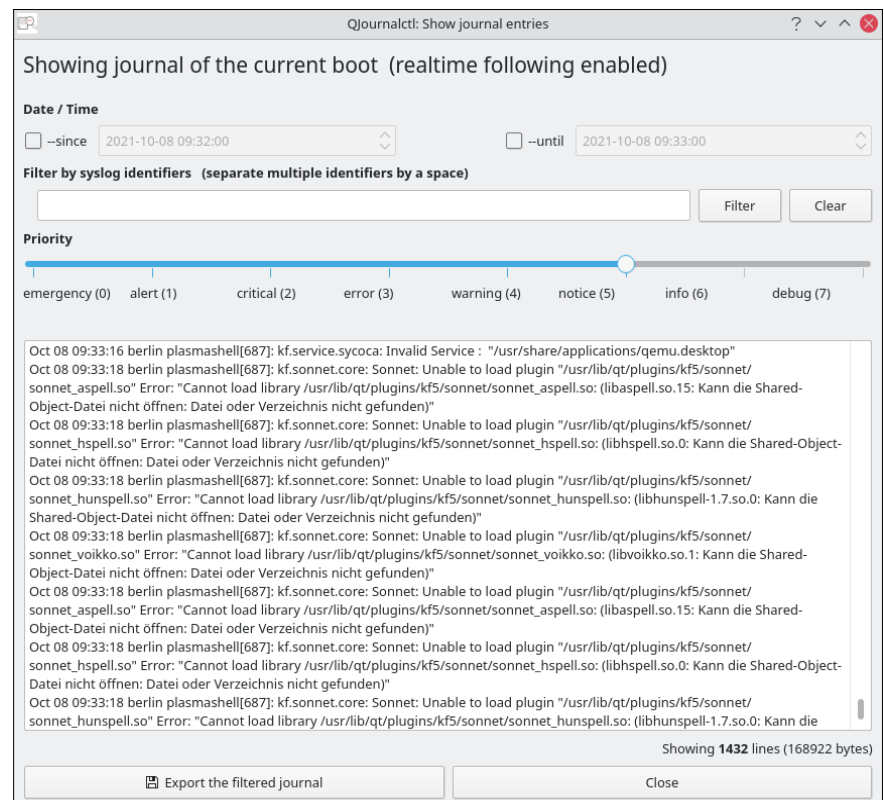 QJournalctl: Show journal entries
Showing journal of the current boot (realtime following enabled)
Date / Time
--since 2021-10-08 09:32:00 --until 2021-10-08 09:33:00
Filter by syslog identifiers (separate multiple identifiers by a space)
Filter Clear
Priority
emergency (0) alert (1) critical (2) error (3) warning (4) notice (5) info (6) debug (7)
Oct 08 09:33:16 berlin plasmashell[687]: kf.service.sycoca: Invalid Service : "/usr/share/applications/qemu.desktop"
Oct 08 09:33:18 berlin plasmashell[687]: kf.sonnet.core: Sonnet: Unable to load plugin "/usr/lib/qt/plugins/kf5/sonnet/
sonnet_aspell.so" Error: "Cannot load library /usr/lib/qt/plugins/kf5/sonnet/sonnet_aspell.so: (libaspell.so.15: Kann die Shared-
Object-Datei nicht öffnen: Datei oder Verzeichnis nicht gefunden)"
Oct 08 09:33:18 berlin plasmashell[687]: kf.sonnet.core: Sonnet: Unable to load plugin "/usr/lib/qt/plugins/kf5/sonnet/
sonnet_hspell.so" Error: "Cannot load library /usr/lib/qt/plugins/kf5/sonnet/sonnet_hspell.so: (libhspell.so.0: Kann die Shared-Object-
Datei nicht öffnen: Datei oder Verzeichnis nicht gefunden)"
Oct 08 09:33:18 berlin plasmashell[687]: kf.sonnet.core: Sonnet: Unable to load plugin "/usr/lib/qt/plugins/kf5/sonnet/
sonnet_hunspell.so" Error: "Cannot load library /usr/lib/qt/plugins/kf5/sonnet/sonnet_hunspell.so: (libhunspell-1.7.so.0: Kann die
Shared-Object-Datei nicht öffnen: Datei oder Verzeichnis nicht gefunden)"
Oct 08 09:33:18 berlin plasmashell[687]: kf.sonnet.core: Sonnet: Unable to load plugin "/usr/lib/qt/plugins/kf5/sonnet/
sonnet_voikko.so" Error: "Cannot load library /usr/lib/qt/plugins/kf5/sonnet/sonnet_voikko.so: (libvoikko.so.1: Kann die Shared-
Object-Datei nicht öffnen: Datei oder Verzeichnis nicht gefunden)"
Oct 08 09:33:18 berlin plasmashell[687]: kf.sonnet.core: Sonnet: Unable to load plugin "/usr/lib/qt/plugins/kf5/sonnet/
sonnet_aspell.so" Error: "Cannot load library /usr/lib/qt/plugins/kf5/sonnet/sonnet_aspell.so: (libaspell.so.15: Kann die Shared-
Object-Datei nicht öffnen: Datei oder Verzeichnis nicht gefunden)"
Oct 08 09:33:18 berlin plasmashell[687]: kf.sonnet.core: Sonnet: Unable to load plugin "/usr/lib/qt/plugins/kf5/sonnet/
sonnet_hspell.so" Error: "Cannot load library /usr/lib/qt/plugins/kf5/sonnet/sonnet_hspell.so: (libhspell.so.0: Kann die Shared-Object-
Datei nicht öffnen: Datei oder Verzeichnis nicht gefunden)"
Oct 08 09:33:18 berlin plasmashell[687]: kf.sonnet.core: Sonnet: Unable to load plugin "/usr/lib/qt/plugins/kf5/sonnet/
sonnet_hunspell.so" Error: "Cannot load library /usr/lib/qt/plugins/kf5/sonnet/sonnet_hunspell.so: (libhunspell-1.7.so.0: Kann die
Showing 1432 lines (168922 bytes)
Export the filtered journal Close